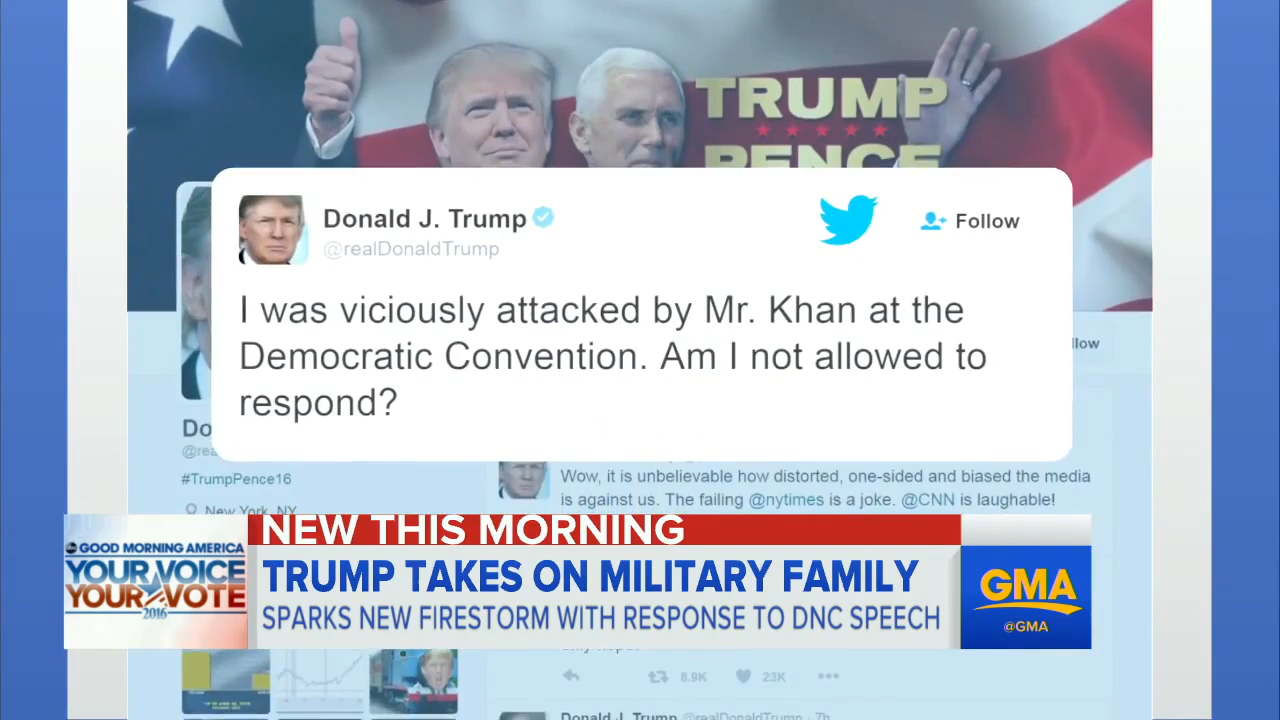 TRUMP
PENCE
Donald J. Trump
@realDonaldTrump
Follow
I was viciously attacked by Mr. Khan at the
Democratic Convention. Am I not allowed to
respond?
#TrumpPence16
New York, NY
Wow, it is unbelievable how distorted, one-sided and biased the media
is against us. The failing @nytimes is a joke. @CNN is laughable!
NEW THIS MORNING
GOOD MORNING AMERICA
YOUR VOICE
YOUR VOTE
2016
TRUMP TAKES ON MILITARY FAMILY
SPARKS NEW FIRESTORM WITH RESPONSE TO DNC SPEECH
GMA
@GMA
8.9K
23K
Donald J. Trump @realDonaldTrump · 7h